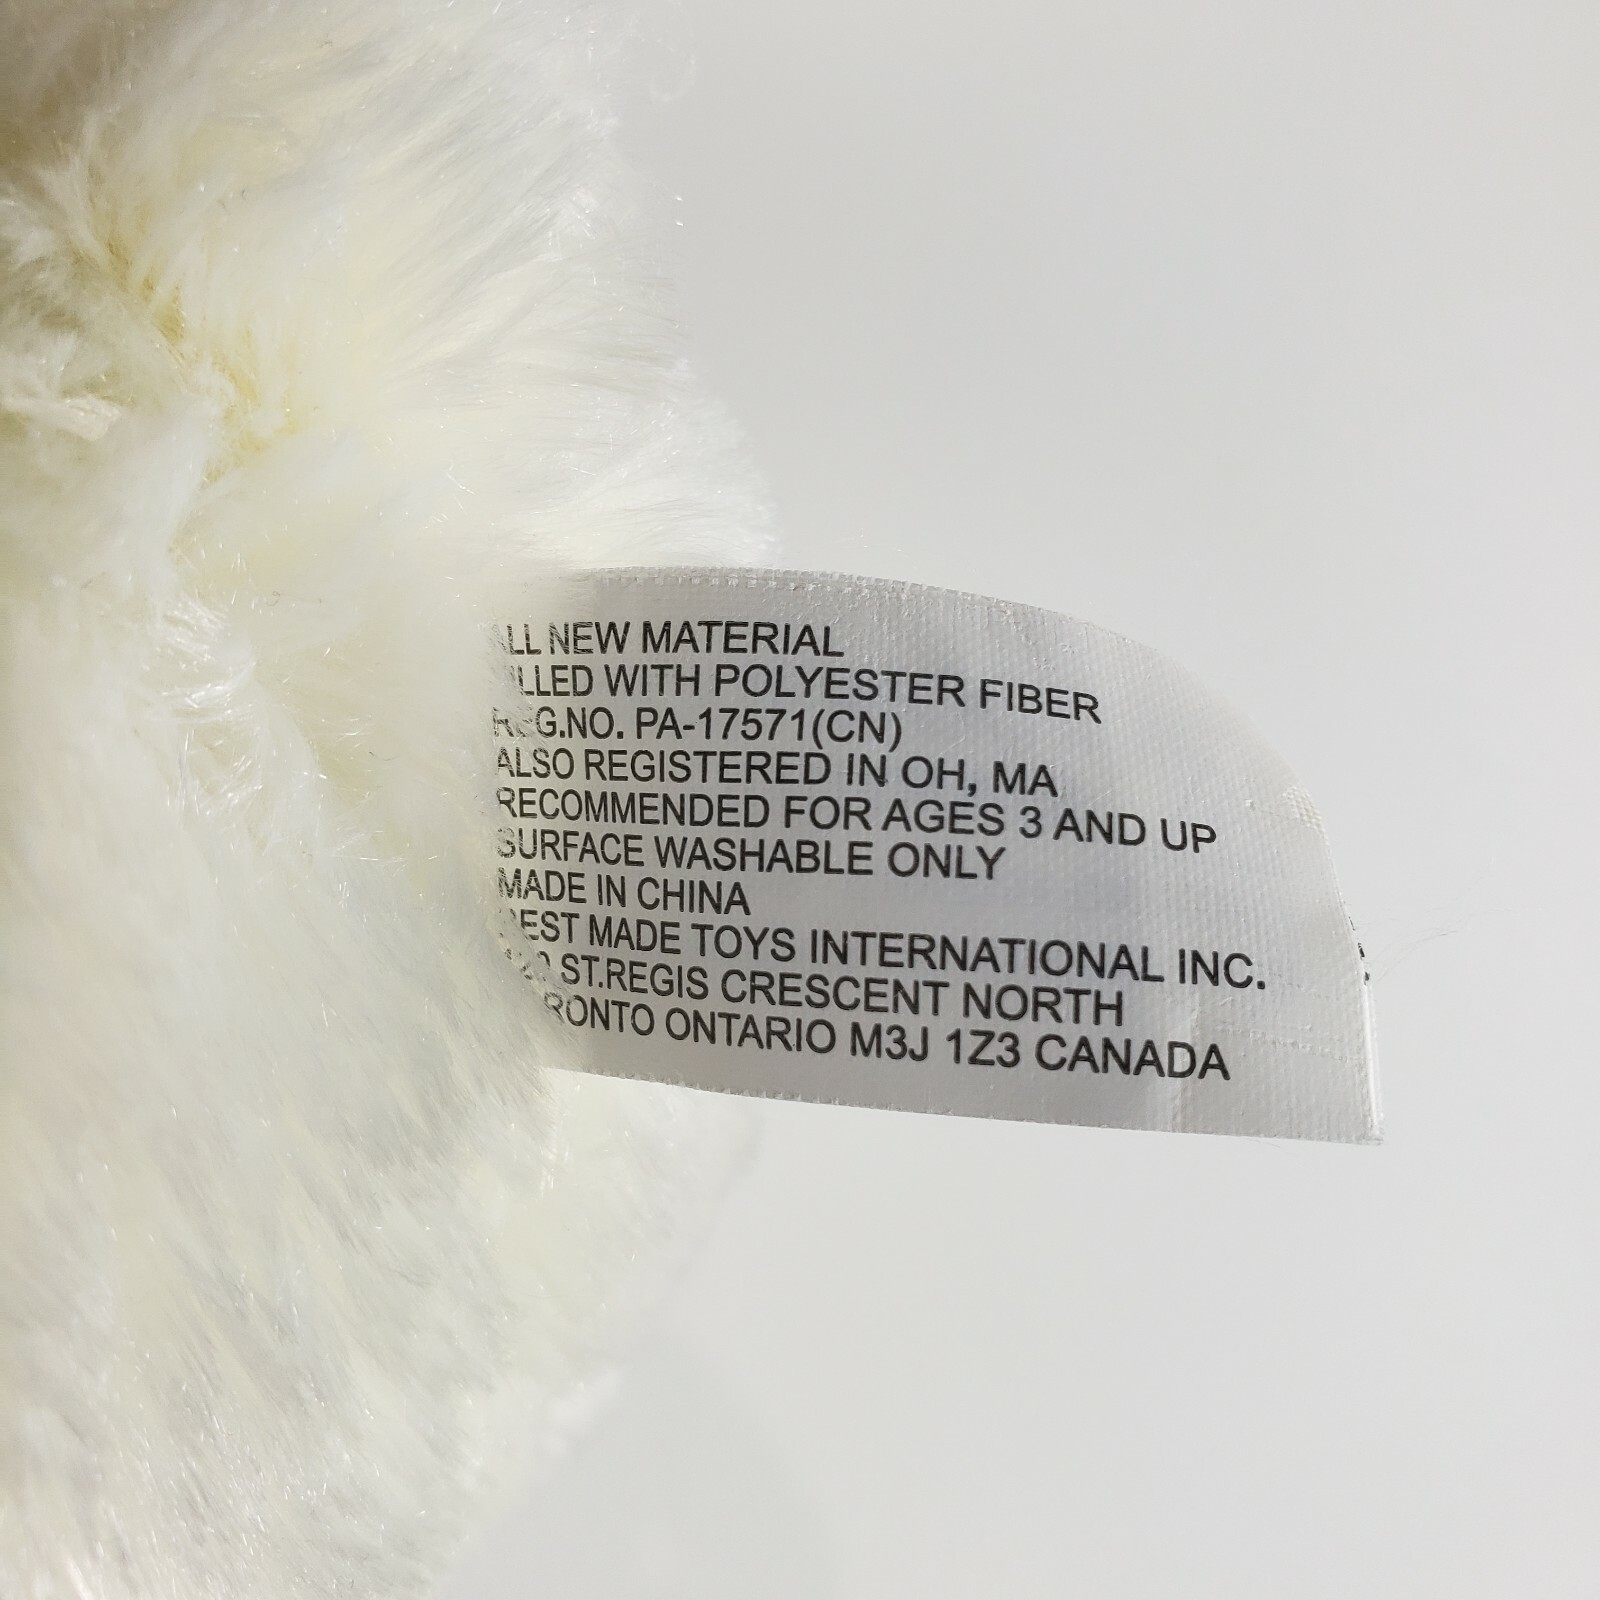 ALL NEW MATERIAL
FILLED WITH POLYESTER FIBER
REG.NO. PA-17571(CN)
ALSO REGISTERED IN OH, MA
RECOMMENDED FOR AGES 3 AND UP
SURFACE WASHABLE ONLY
MADE IN CHINA
BEST MADE TOYS INTERNATIONAL INC.
ST.REGIS CRESCENT NORTH
TORONTO ONTARIO M3J 1Z3 CANADA